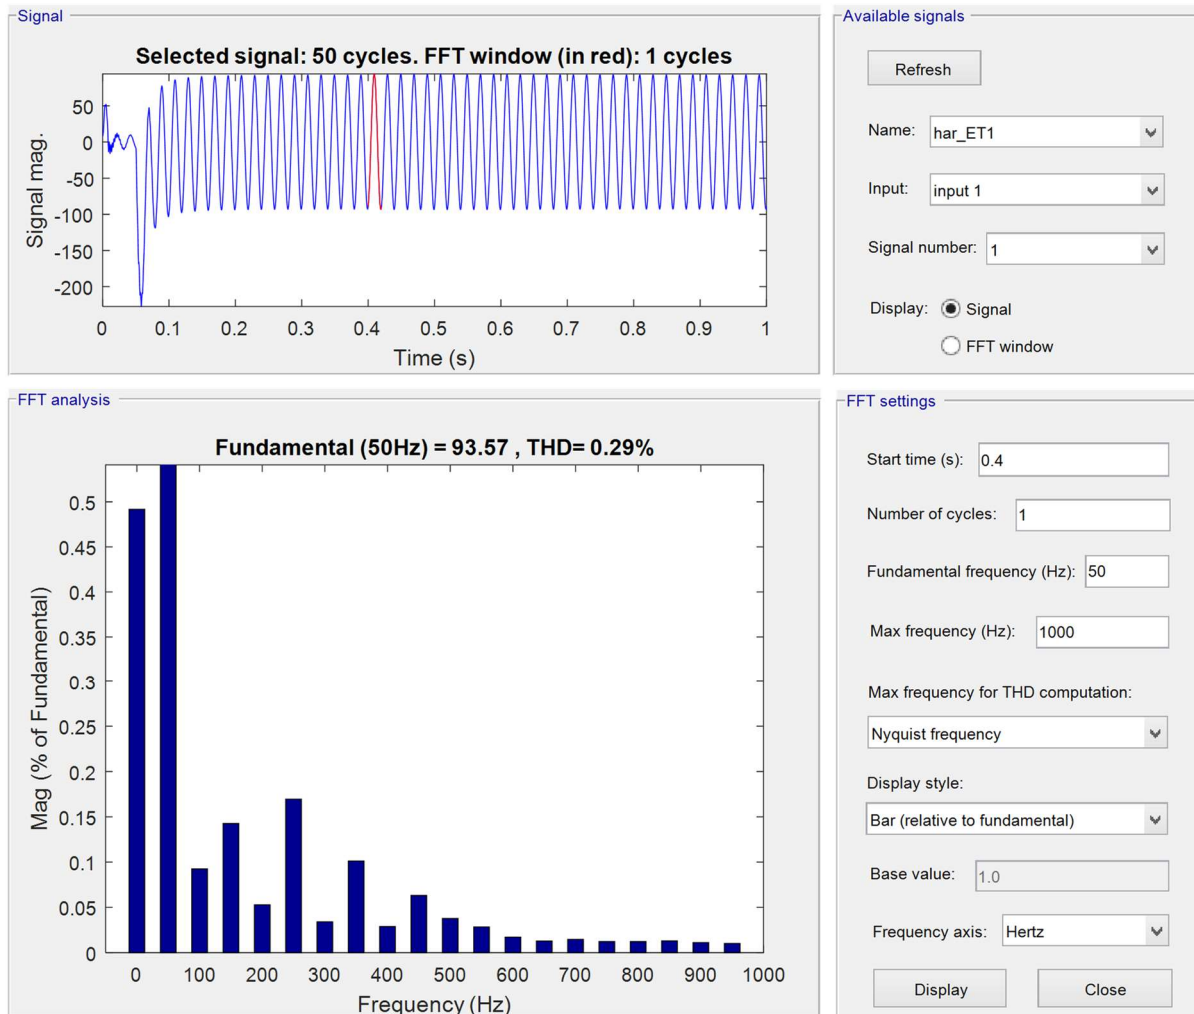 Signal
Selected signal: 50 cycles. FFT window (in red): 1 cycles
50
0
-50
-100
-150
-200
Signal mag.
0 0.1 0.2 0.3 0.4 0.5 0.6 0.7 0.8 0.9 1
Time (s)
Available signals
Refresh
Name: har_ET1
Input: input 1
Signal number: 1
Display: Signal
FFT window
FFT analysis
Fundamental (50Hz) = 93.57 , THD= 0.29%
0.5
0.45
0.4
0.35
0.3
0.25
0.2
0.15
0.1
0.05
0
Mag (% of Fundamental)
0 100 200 300 400 500 600 700 800 900 1000
Frequency (Hz)
FFT settings
Start time (s): 0.4
Number of cycles: 1
Fundamental frequency (Hz): 50
Max frequency (Hz): 1000
Max frequency for THD computation:
Nyquist frequency
Display style:
Bar (relative to fundamental)
Base value: 1.0
Frequency axis: Hertz
Display Close